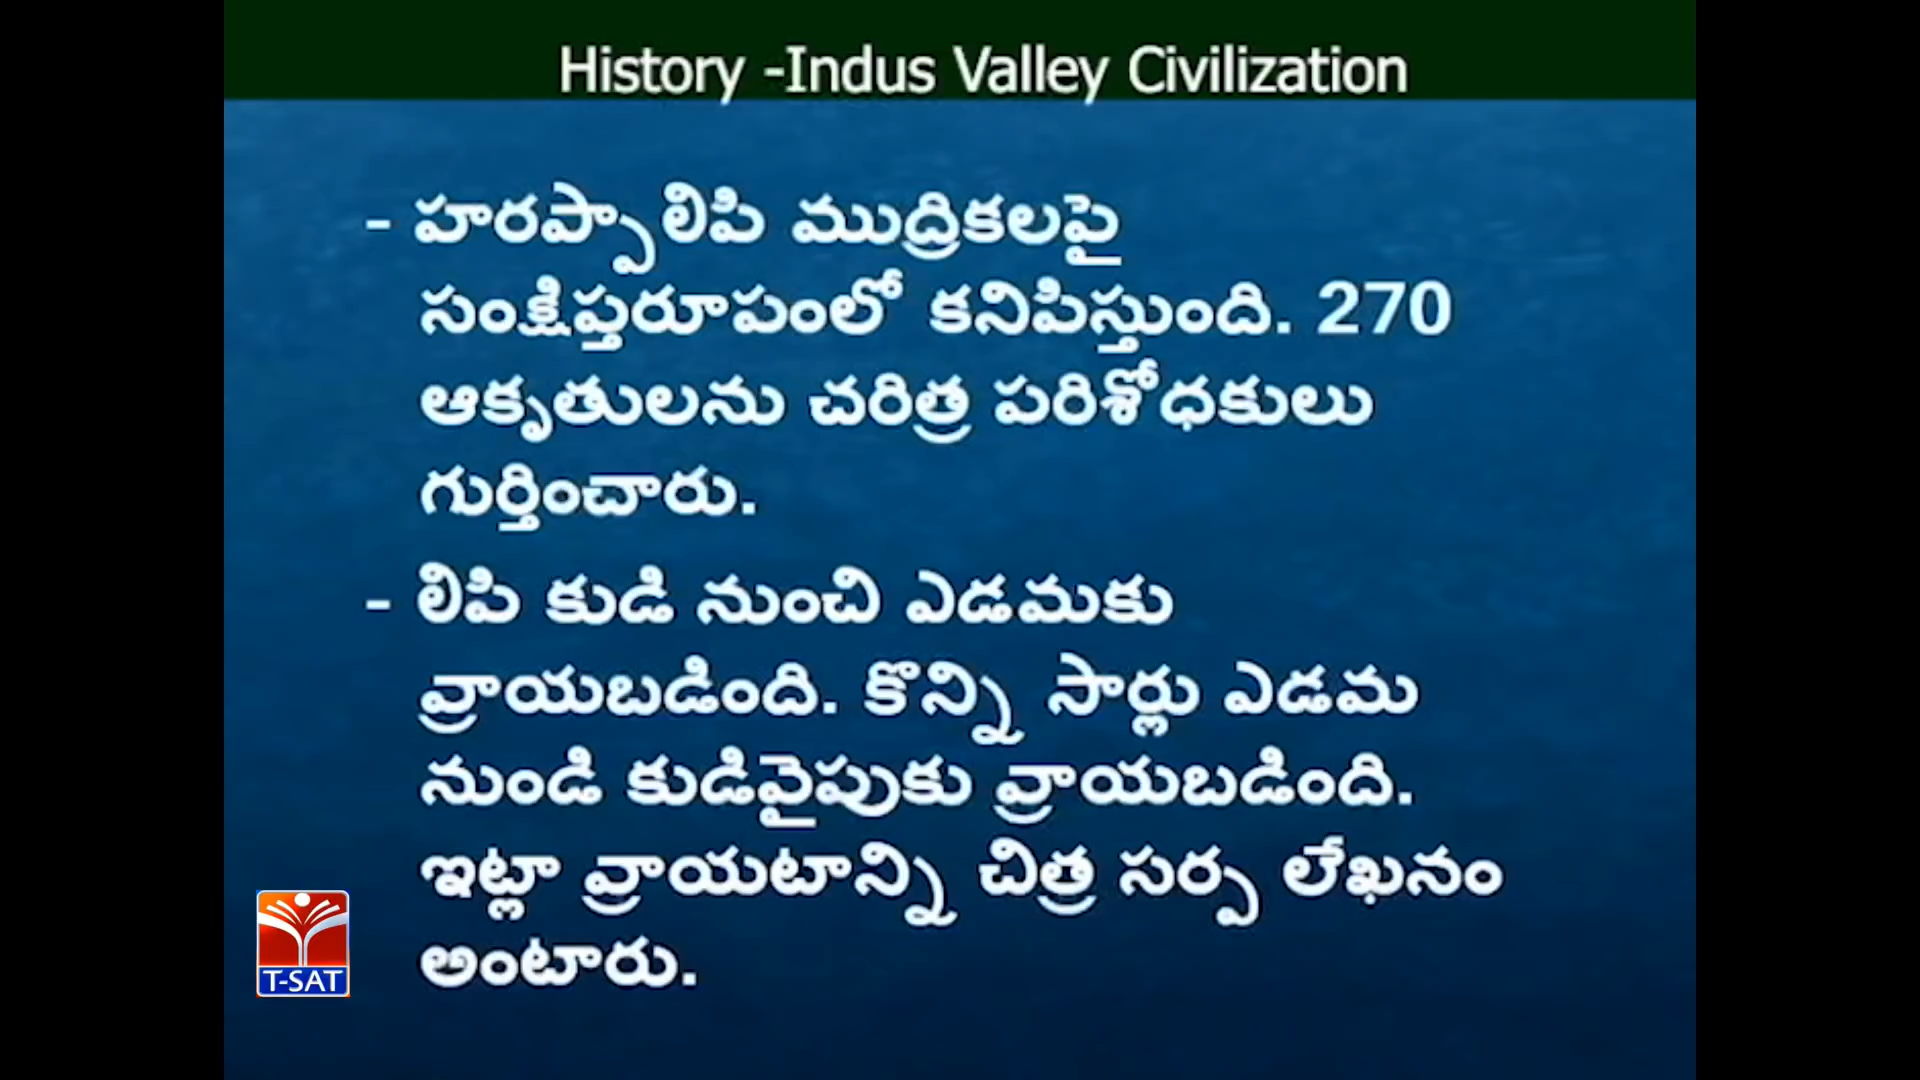 History -Indus Valley Civilization
- హరప్పా లిపి ముద్రికలపై
సంక్షిప్తరూపంలో కనిపిస్తుంది. 270
ఆకృతులను చరిత్ర పరిశోధకులు
గుర్తించారు.
- లిపి కుడి నుంచి ఎడమకు
వ్రాయబడింది. కొన్ని సార్లు ఎడమ
నుండి కుడివైపుకు వ్రాయబడింది.
ఇట్లా వ్రాయటాన్ని చిత్ర సర్ప లేఖనం
అంటారు.
T-SAT